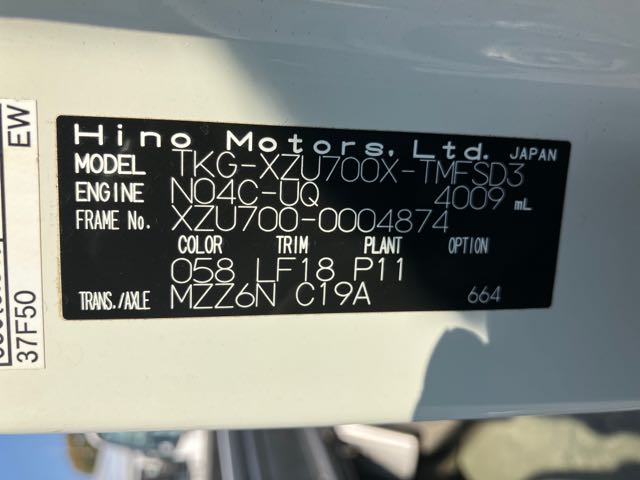 Hino Motors, Ltd. JAPAN
MODEL TKG-XZU700X-TMFSD3
ENGINE N04C-UQ 4009 mL
FRAME No. XZU700-0004874
COLOR TRIM PLANT OPTION
058 LF18 P11
TRANS./AXLE MZZ6N C19A 664
EW
37F50